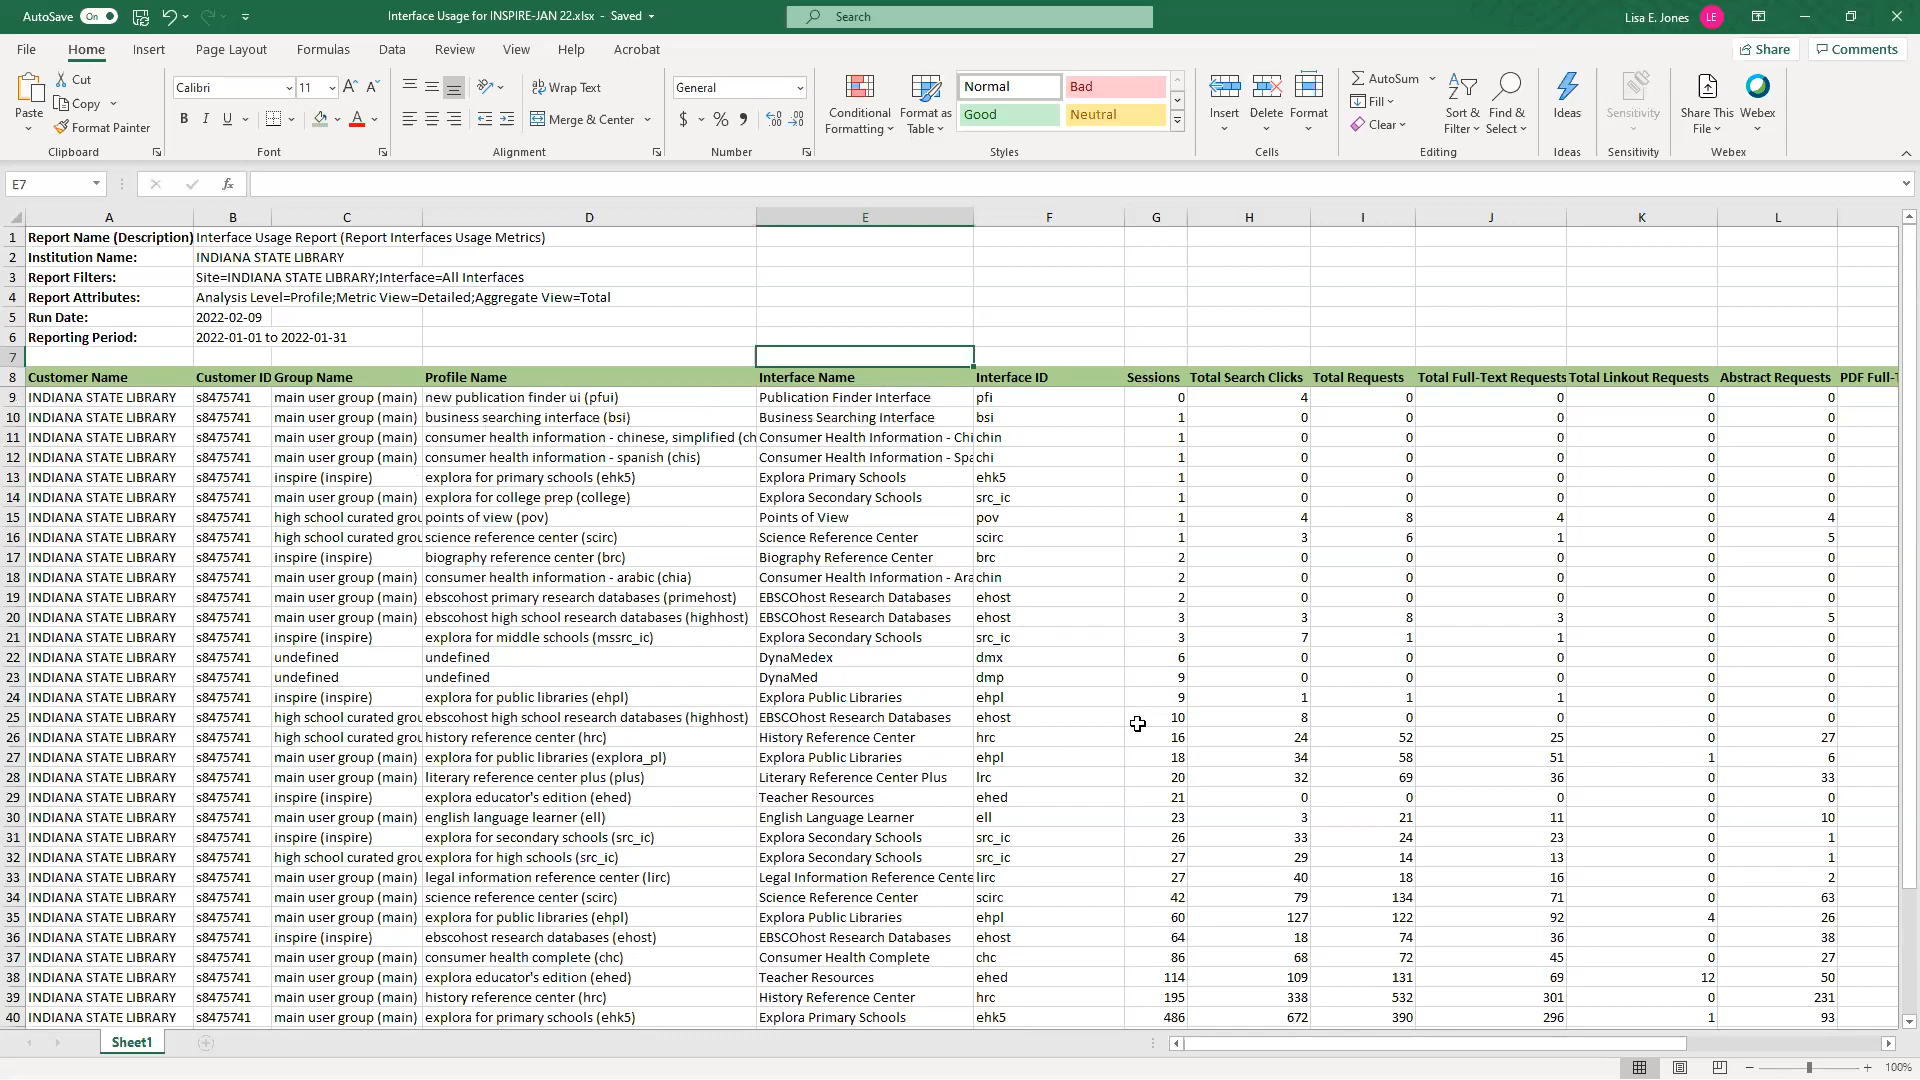 AutoSave On Interface Usage for INSPIRE-JAN 22.xlsx - Saved Search Lisa E. Jones LE
File Home Insert Page Layout Formulas Data Review View Help Acrobat Share Comments
Paste Cut Copy Format Painter Clipboard
Calibri 11 A A B I U A Font
Wrap Text Merge & Center Alignment
General $ % Number
Conditional Formatting Format as Table Normal Bad Good Neutral Styles
Insert Delete Format Cells
AutoSum Fill Clear Sort & Filter Find & Select Editing
Ideas Ideas
Sensitivity Sensitivity
Share This File Webex Webex
E7 fx
A B C D E F G H I J K L
1 Report Name (Description) Interface Usage Report (Report Interfaces Usage Metrics)
2 Institution Name: INDIANA STATE LIBRARY
3 Report Filters: Site=INDIANA STATE LIBRARY;Interface=All Interfaces
4 Report Attributes: Analysis Level=Profile;Metric View=Detailed;Aggregate View=Total
5 Run Date: 2022-02-09
6 Reporting Period: 2022-01-01 to 2022-01-31
7
8 Customer Name Customer ID Group Name Profile Name Interface Name Interface ID Sessions Total Search Clicks Total Requests Total Full-Text Requests Total Linkout Requests Abstract Requests PDF Full-T
9 INDIANA STATE LIBRARY s8475741 main user group (main) new publication finder ui (pfui) Publication Finder Interface pfi 0 4 0 0 0 0
10 INDIANA STATE LIBRARY s8475741 main user group (main) business searching interface (bsi) Business Searching Interface bsi 1 0 0 0 0 0
11 INDIANA STATE LIBRARY s8475741 main user group (main) consumer health information - chinese, simplified (ch Consumer Health Information - Chi chin 1 0 0 0 0 0
12 INDIANA STATE LIBRARY s8475741 main user group (main) consumer health information - spanish (chis) Consumer Health Information - Spa chi 1 0 0 0 0 0
13 INDIANA STATE LIBRARY s8475741 inspire (inspire) explora for primary schools (ehk5) Explora Primary Schools ehk5 1 0 0 0 0 0
14 INDIANA STATE LIBRARY s8475741 main user group (main) explora for college prep (college) Explora Secondary Schools src_ic 1 0 0 0 0 0
15 INDIANA STATE LIBRARY s8475741 high school curated grou points of view (pov) Points of View pov 1 4 8 4 0 4
16 INDIANA STATE LIBRARY s8475741 high school curated grou science reference center (scirc) Science Reference Center scirc 1 3 6 1 0 5
17 INDIANA STATE LIBRARY s8475741 inspire (inspire) biography reference center (brc) Biography Reference Center brc 2 0 0 0 0 0
18 INDIANA STATE LIBRARY s8475741 main user group (main) consumer health information - arabic (chia) Consumer Health Information - Ara chin 2 0 0 0 0 0
19 INDIANA STATE LIBRARY s8475741 main user group (main) ebscohost primary research databases (primehost) EBSCOhost Research Databases ehost 2 0 0 0 0 0
20 INDIANA STATE LIBRARY s8475741 main user group (main) ebscohost high school research databases (highhost) EBSCOhost Research Databases ehost 3 3 8 3 0 5
21 INDIANA STATE LIBRARY s8475741 inspire (inspire) explora for middle schools (mssrc_ic) Explora Secondary Schools src_ic 3 7 1 1 0 0
22 INDIANA STATE LIBRARY s8475741 undefined undefined DynaMedex dmx 6 0 0 0 0 0
23 INDIANA STATE LIBRARY s8475741 undefined undefined DynaMed dmp 9 0 0 0 0 0
24 INDIANA STATE LIBRARY s8475741 inspire (inspire) explora for public libraries (ehpl) Explora Public Libraries ehpl 9 1 1 1 0 0
25 INDIANA STATE LIBRARY s8475741 high school curated grou ebscohost high school research databases (highhost) EBSCOhost Research Databases ehost 10 8 0 0 0 0
26 INDIANA STATE LIBRARY s8475741 high school curated grou history reference center (hrc) History Reference Center hrc 16 24 52 25 0 27
27 INDIANA STATE LIBRARY s8475741 main user group (main) explora for public libraries (explora_pl) Explora Public Libraries ehpl 18 34 58 51 1 6
28 INDIANA STATE LIBRARY s8475741 main user group (main) literary reference center plus (plus) Literary Reference Center Plus lrc 20 32 69 36 0 33
29 INDIANA STATE LIBRARY s8475741 inspire (inspire) explora educator's edition (ehed) Teacher Resources ehed 21 0 0 0 0 0
30 INDIANA STATE LIBRARY s8475741 main user group (main) english language learner (ell) English Language Learner ell 23 3 21 11 0 10
31 INDIANA STATE LIBRARY s8475741 inspire (inspire) explora for secondary schools (src_ic) Explora Secondary Schools src_ic 26 33 24 23 0 1
32 INDIANA STATE LIBRARY s8475741 high school curated grou explora for high schools (src_ic) Explora Secondary Schools src_ic 27 29 14 13 0 1
33 INDIANA STATE LIBRARY s8475741 main user group (main) legal information reference center (lirc) Legal Information Reference Cente lirc 27 40 18 16 0 2
34 INDIANA STATE LIBRARY s8475741 main user group (main) science reference center (scirc) Science Reference Center scirc 42 79 134 71 0 63
35 INDIANA STATE LIBRARY s8475741 main user group (main) explora for public libraries (ehpl) Explora Public Libraries ehpl 60 127 122 92 4 26
36 INDIANA STATE LIBRARY s8475741 inspire (inspire) ebscohost research databases (ehost) EBSCOhost Research Databases ehost 64 18 74 36 0 38
37 INDIANA STATE LIBRARY s8475741 main user group (main) consumer health complete (chc) Consumer Health Complete chc 86 68 72 45 0 27
38 INDIANA STATE LIBRARY s8475741 main user group (main) explora educator's edition (ehed) Teacher Resources ehed 114 109 131 69 12 50
39 INDIANA STATE LIBRARY s8475741 main user group (main) history reference center (hrc) History Reference Center hrc 195 338 532 301 0 231
40 INDIANA STATE LIBRARY s8475741 main user group (main) explora for primary schools (ehk5) Explora Primary Schools ehk5 486 672 390 296 1 93
Sheet1
100%